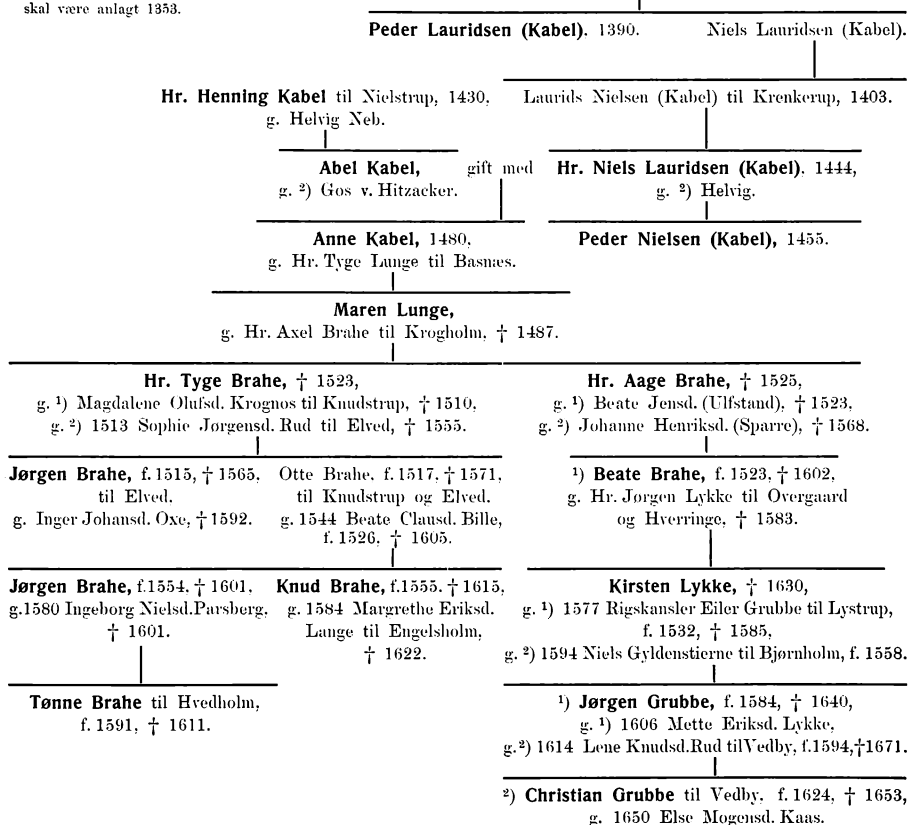 skal være anlagt 1353.
Peder Lauridsen (Kabel). 1390. Niels Lauridsen (Kabel).
Hr. Henning Kabel til Nielstrup, 1430, Laurids Nielsen (Kabel) til Krenkerup, 1403.
g. Helvig Neb.
Abel Kabel, gift med Hr. Niels Lauridsen (Kabel). 1444,
g. ²) Gos v. Hitzacker. g. ²) Helvig.
Anne Kabel, 1480, Peder Nielsen (Kabel), 1455.
g. Hr. Tyge Lunge til Basnæs.
Maren Lunge,
g. Hr. Axel Brahe til Krogholm, † 1487.
Hr. Tyge Brahe, † 1523, Hr. Aage Brahe, † 1525,
g. ¹) Magdalene Olufsd. Krognos til Knudstrup, † 1510, g. ¹) Beate Jensd. (Ulfstand), † 1523,
g. ²) 1513 Sophie Jørgensd. Rud til Elved, † 1555. g. ²) Johanne Henriksd. (Sparre), † 1568.
Jørgen Brahe, f. 1515, † 1565, Otte Brahe, f. 1517, † 1571, ¹) Beate Brahe, f. 1523, † 1602,
til Elved. til Knudstrup og Elved. g. Hr. Jørgen Lykke til Overgaard
g. Inger Johansd. Oxe, † 1592. g. 1544 Beate Clausd. Bille, og Hverringe, † 1583.
f. 1526, † 1605.
Jørgen Brahe, f. 1554, † 1601, Knud Brahe, f. 1555. † 1615, Kirsten Lykke, † 1630,
g. 1580 Ingeborg Nielsd. Parsberg, g. 1584 Margrethe Eriksd. g. ¹) 1577 Rigskansler Eiler Grubbe til Lystrup,
† 1601. Lange til Engelsholm, f. 1532, † 1585,
† 1622. g. ²) 1594 Niels Gyldenstierne til Bjørnholm, f. 1558.
Tønne Brahe til Hvedholm, ¹) Jørgen Grubbe, f. 1584, † 1640,
f. 1591, † 1611. g. ¹) 1606 Mette Eriksd. Lykke,
g. ²) 1614 Lene Knudsd. Rud til Vedby, f. 1594, † 1671.
²) Christian Grubbe til Vedby, f. 1624, † 1653,
g. 1650 Else Mogensd. Kaas.